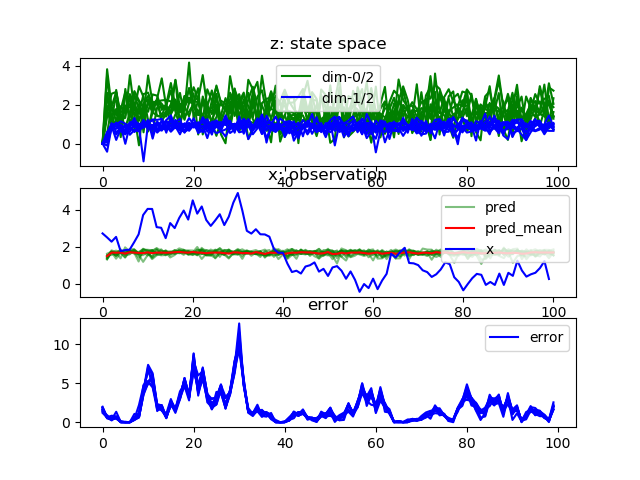 z: state space
4
2
0
dim-0/2
dim-1/2
0 20 40 60 80 100
x: observation
4
2
0
pred
pred_mean
x
0 20 40 60 80 100
error
10
5
0
error
0 20 40 60 80 100